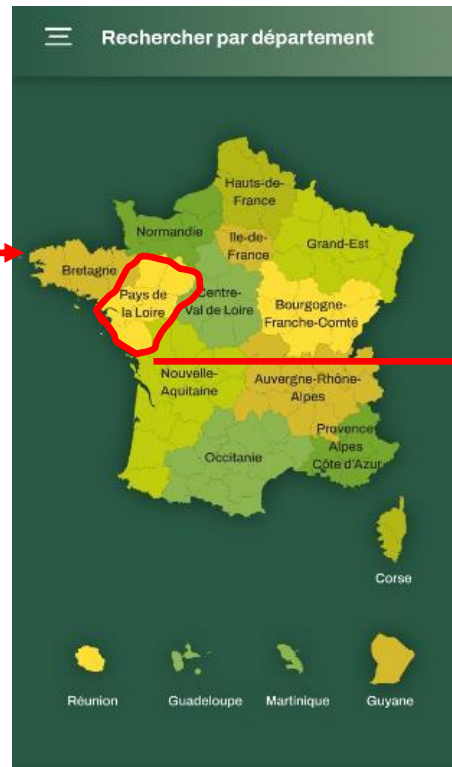 Rechercher par département
Hauts-de-
France
Normandie
Ile-de-
France
Grand-Est
Bretagne
Pays de
la Loire
Centre-
Val de Loire
Bourgogne-
Franche-Comté
Nouvelle-
Aquitaine
Auvergne-Rhône-
Alpes
Provence
Alpes
Côte d'Azur
Occitanie
Corse
Réunion
Guadeloupe
Martinique
Guyane